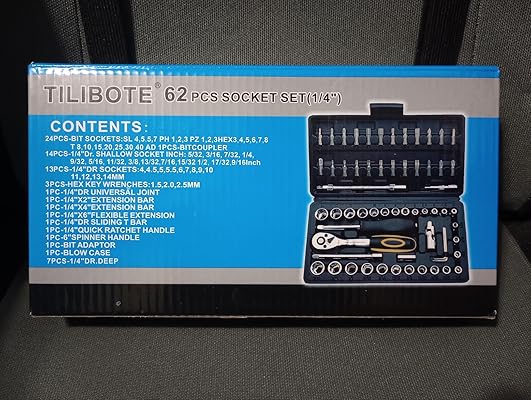 TILIBOTE® 62 PCS SOCKET SET(1/4")
CONTENTS:
24PCS-BIT SOCKETS:SL 4,5.5,7 PH 1,2,3 PZ 1,2,3HEX3,4,5,6,7,8
T 8,10,15,20,25,30,40 AD 1PCS-BITCOUPLER
14PCS-1/4"Dr. SHALLOW SOCKET INCH: 5/32, 3/16, 7/32, 1/4,
9/32, 5/16, 11/32, 3/8,13/32,7/16,15/32 1/2, 17/32,9/16Inch
13PCS-1/4"DR SOCKETS:4,4.5,5,5.5,6,7,8,9,10
11,12,13,14MM
3PCS-HEX KEY WRENCHES:1.5,2.0,2.5MM
1PC-1/4"DR UNIVERSAL JOINT
1PC-1/4"X2"EXTENSION BAR
1PC-1/4"X4"EXTENSION BAR
1PC-1/4"X6"FLEXIBLE EXTENSION
1PC-1/4"DR SLIDING T BAR
1PC-1/4"QUICK RATCHET HANDLE
1PC-6"SPINNER HANDLE
1PC-BIT ADAPTOR
1PC-BLOW CASE
7PCS-1/4"DR.DEEP